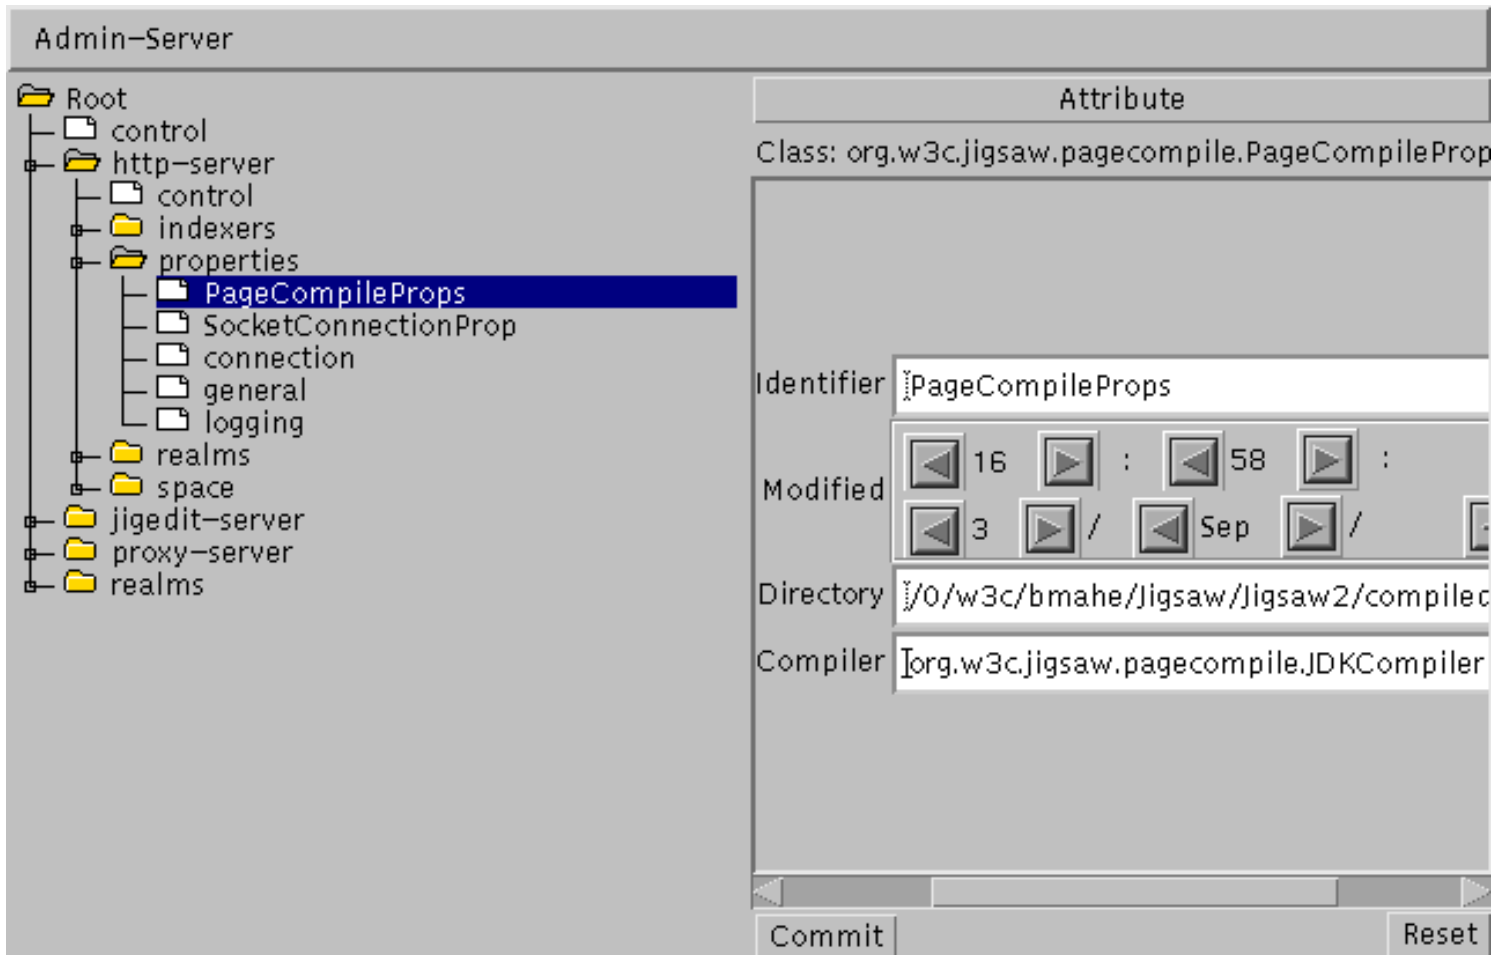 Admin-Server
Root
control
http-server
control
indexers
properties
PageCompileProps
SocketConnectionProp
connection
general
logging
realms
space
jigedit-server
proxy-server
realms
Attribute
Class: org.w3c.jigsaw.pagecompile.PageCompileProp
Identifier PageCompileProps
Modified 16 : 58 :
3 / Sep /
Directory /0/w3c/bmahe/Jigsaw/Jigsaw2/compiled
Compiler org.w3c.jigsaw.pagecompile.JDKCompiler
Commit Reset